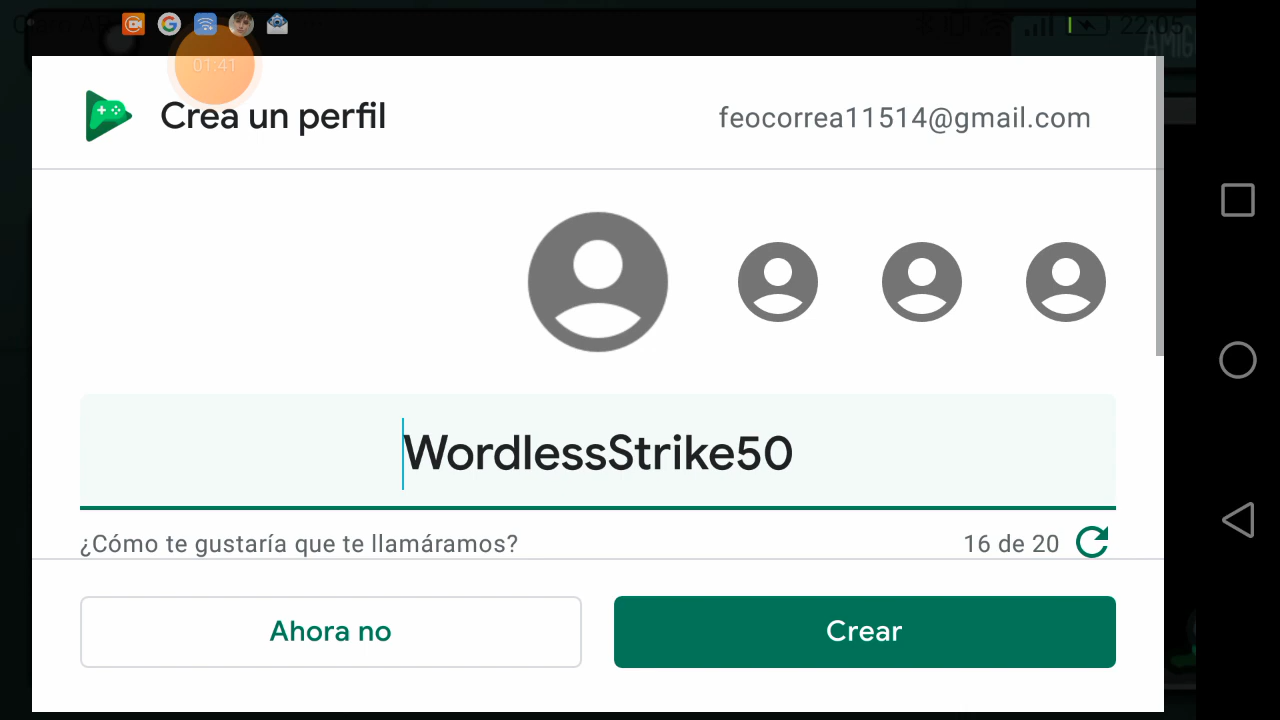 22:05
AMIG
01:41
Crea un perfil
feocorrea11514@gmail.com
WordlessStrike50
¿Cómo te gustaría que te llamáramos?
16 de 20
Ahora no
Crear